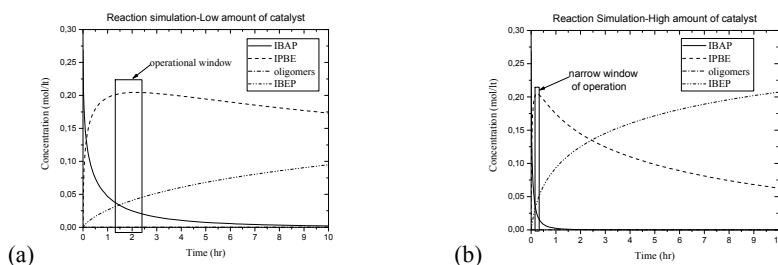 Reaction simulation-Low amount of catalyst
0,30
0,25
0,20
0,15
0,10
0,05
0,00
Concentration (mol/lt)
operational window
IBAP
IPBE
oligomers
IBEP
0 1 2 3 4 5 6 7 8 9 10
Time (hr)
(a)
Reaction Simulation-High amount of catalyst
0,30
0,25
0,20
0,15
0,10
0,05
0,00
Concentration (mol/lt)
narrow window
of operation
IBAP
IPBE
oligomers
IBEP
0 1 2 3 4 5 6 7 8 9 10
Time (hr)
(b)